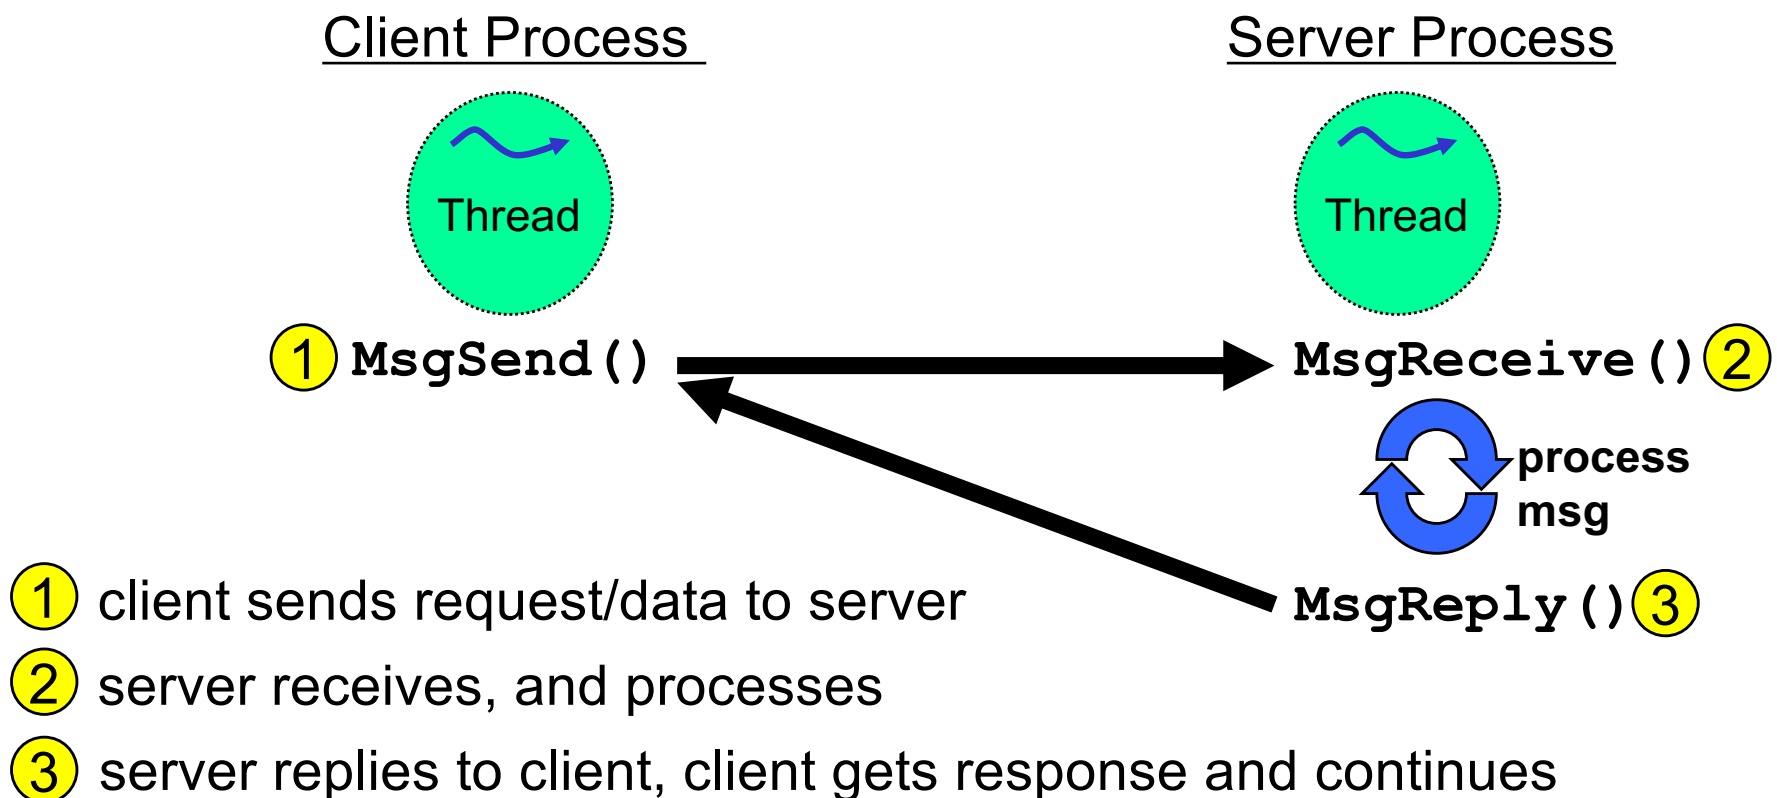 Client Process
Server Process
Thread
Thread
1 MsgSend()
MsgReceive() 2
process
msg
MsgReply() 3
1 client sends request/data to server
2 server receives, and processes
3 server replies to client, client gets response and continues